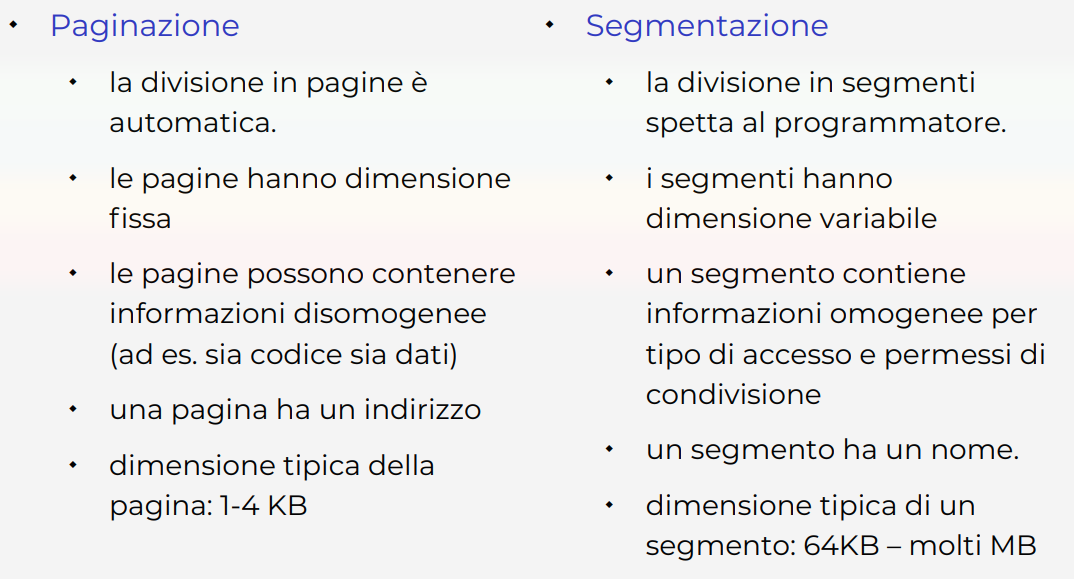 Paginazione
la divisione in pagine è
automatica.
le pagine hanno dimensione
fissa
le pagine possono contenere
informazioni disomogenee
(ad es. sia codice sia dati)
una pagina ha un indirizzo
dimensione tipica della
pagina: 1-4 KB
Segmentazione
la divisione in segmenti
spetta al programmatore.
i segmenti hanno
dimensione variabile
un segmento contiene
informazioni omogenee per
tipo di accesso e permessi di
condivisione
un segmento ha un nome.
dimensione tipica di un
segmento: 64KB – molti MB